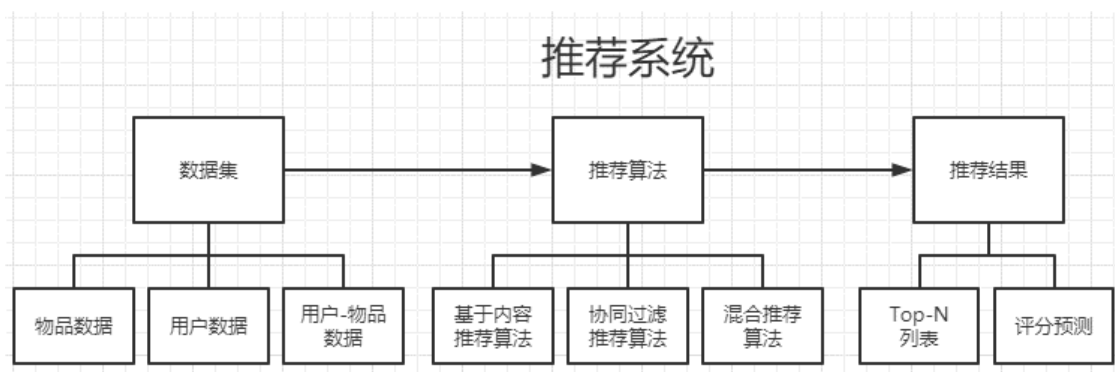 推荐系统
数据集
推荐算法
推荐结果
物品数据
用户数据
用户-物品
数据
基于内容
推荐算法
协同过滤
推荐算法
混合推荐
算法
Top-N
列表
评分预测